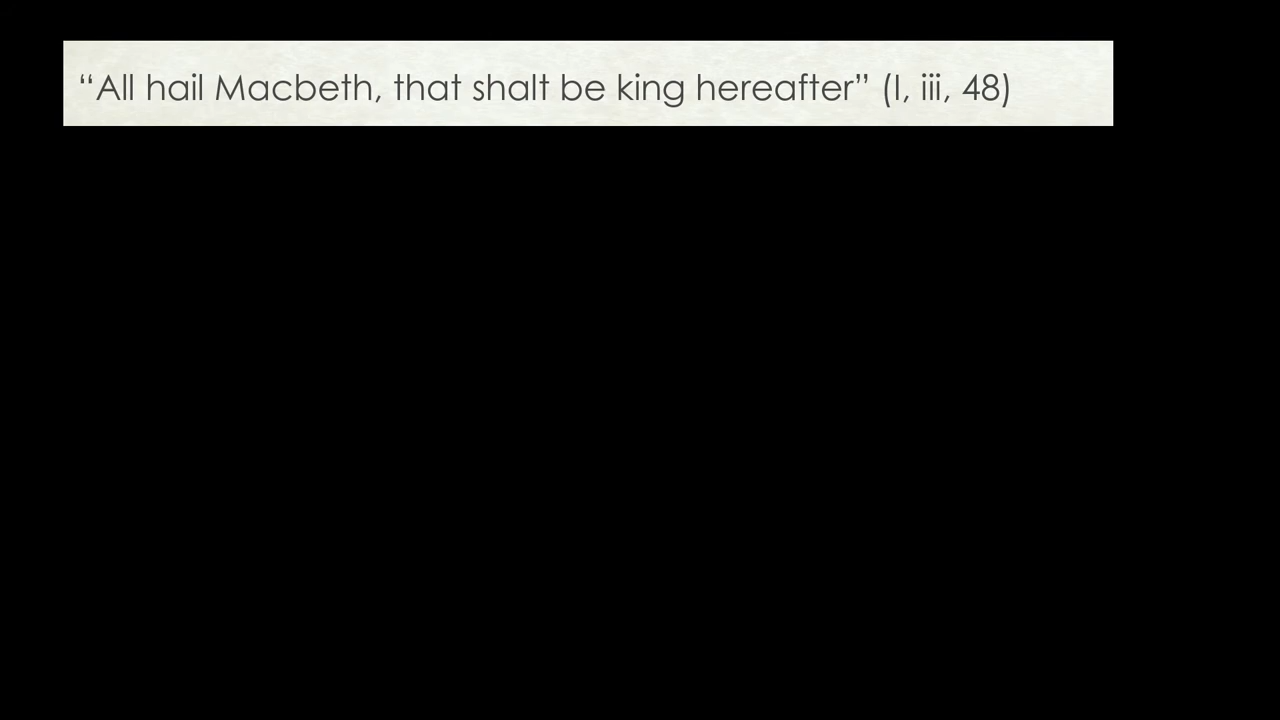 “All hail Macbeth, that shalt be king hereafter” (I, iii, 48)